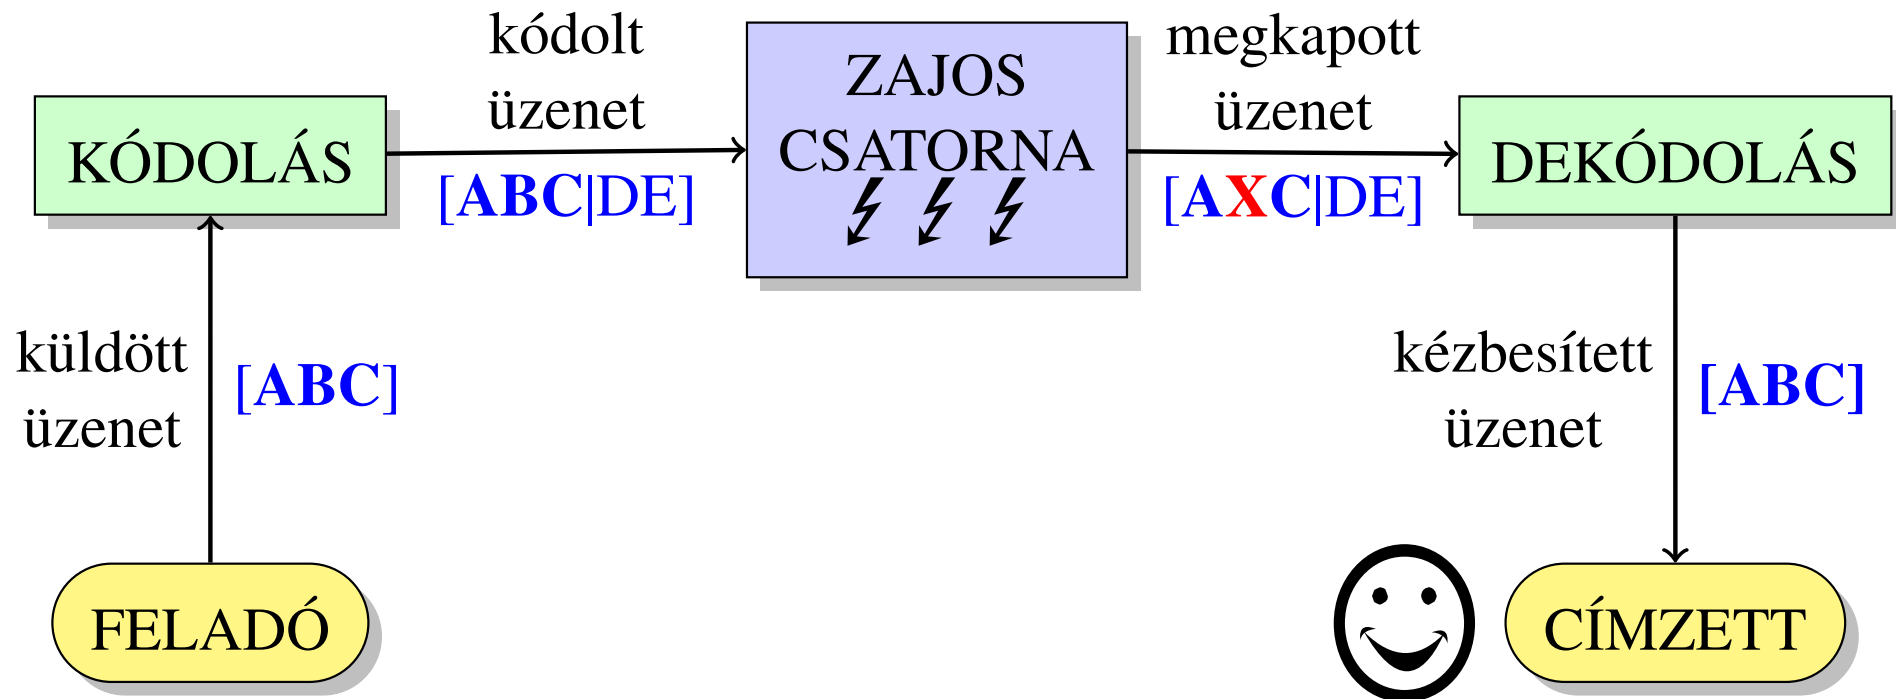 kódolt
üzenet
ZAJOS
CSATORNA
megkapott
üzenet
KÓDOLÁS
DEKÓDOLÁS
[ABC|DE]
[AXC|DE]
küldött
üzenet
[ABC]
kézbesített
üzenet
[ABC]
FELADÓ
CÍMZETT